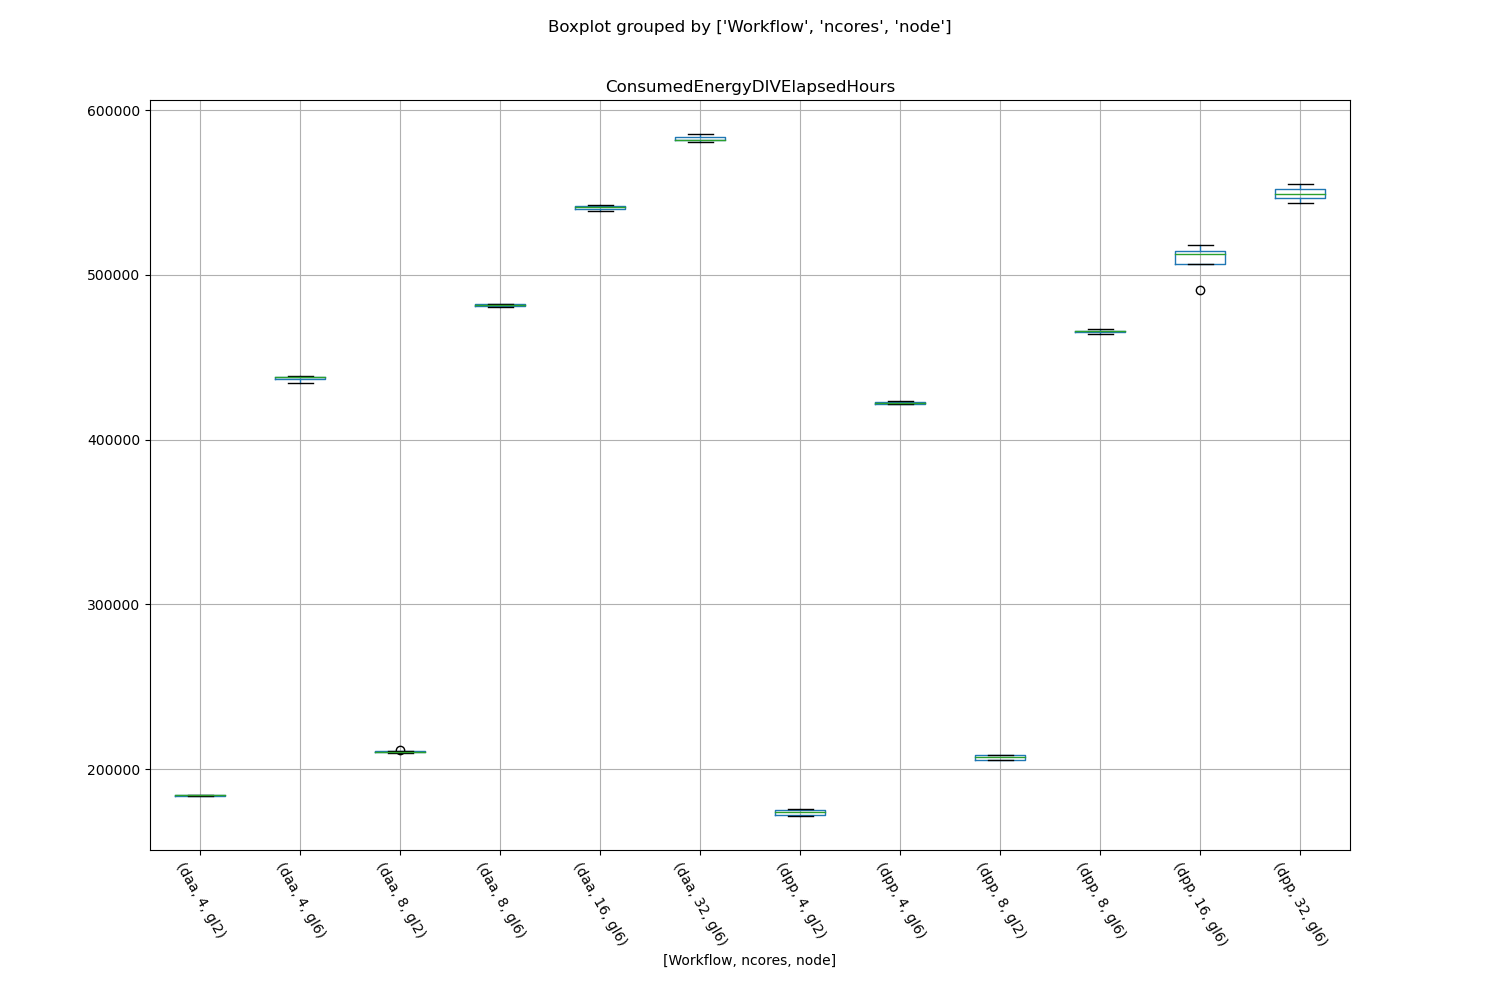 Boxplot grouped by ['Workflow', 'ncores', 'node']
ConsumedEnergyDIVElapsedHours
600000
500000
400000
300000
200000
(daa, 4, gl2)
(daa, 4, gl6)
(daa, 8, gl2)
(daa, 8, gl6)
(daa, 16, gl6)
(daa, 32, gl6)
(dpp, 4, gl2)
(dpp, 4, gl6)
(dpp, 8, gl2)
(dpp, 8, gl6)
(dpp, 16, gl6)
(dpp, 32, gl6)
[Workflow, ncores, node]